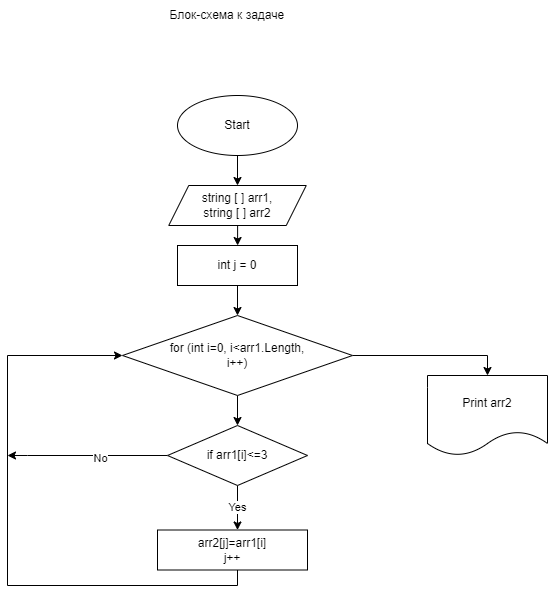 Блок-схема к задаче
Start
string [ ] arr1,
string [ ] arr2
int j = 0
for (int i=0, i<arr1.Length,
i++)
Print arr2
if arr1[i]<=3
No
Yes
arr2[j]=arr1[i]
j++